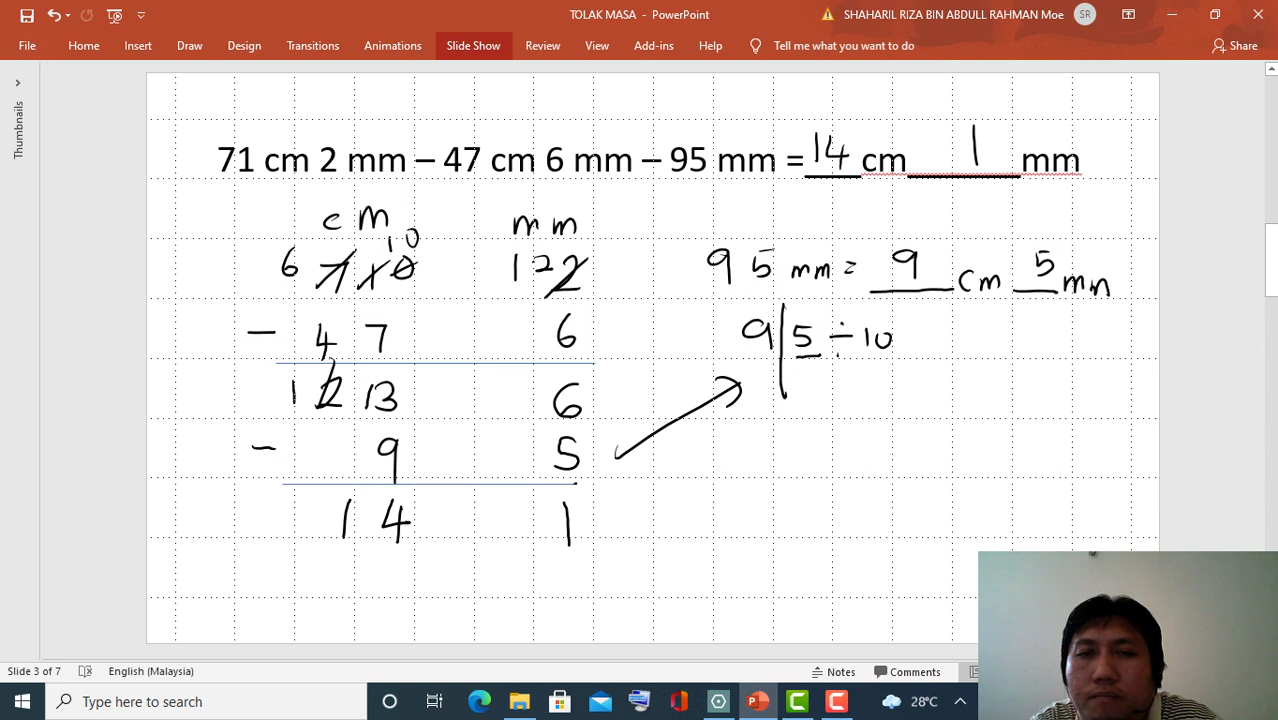 TOLAK MASA - PowerPoint
SHAHARIL RIZA BIN ABDULL RAHMAN Moe
SR
File Home Insert Draw Design Transitions Animations Slide Show Review View Add-ins Help Tell me what you want to do Share
Thumbnails
71 cm 2 mm – 47 cm 6 mm – 95 mm = 14 cm 1 mm
cm mm
10
6 7 1 0 12 2
95 mm = 9 cm 5 mm
- 4 7 6
9 5 ÷ 10
1 2 13 6
- 9 5
1 4 1
Slide 3 of 7 English (Malaysia) Notes Comments
Type here to search 28°C